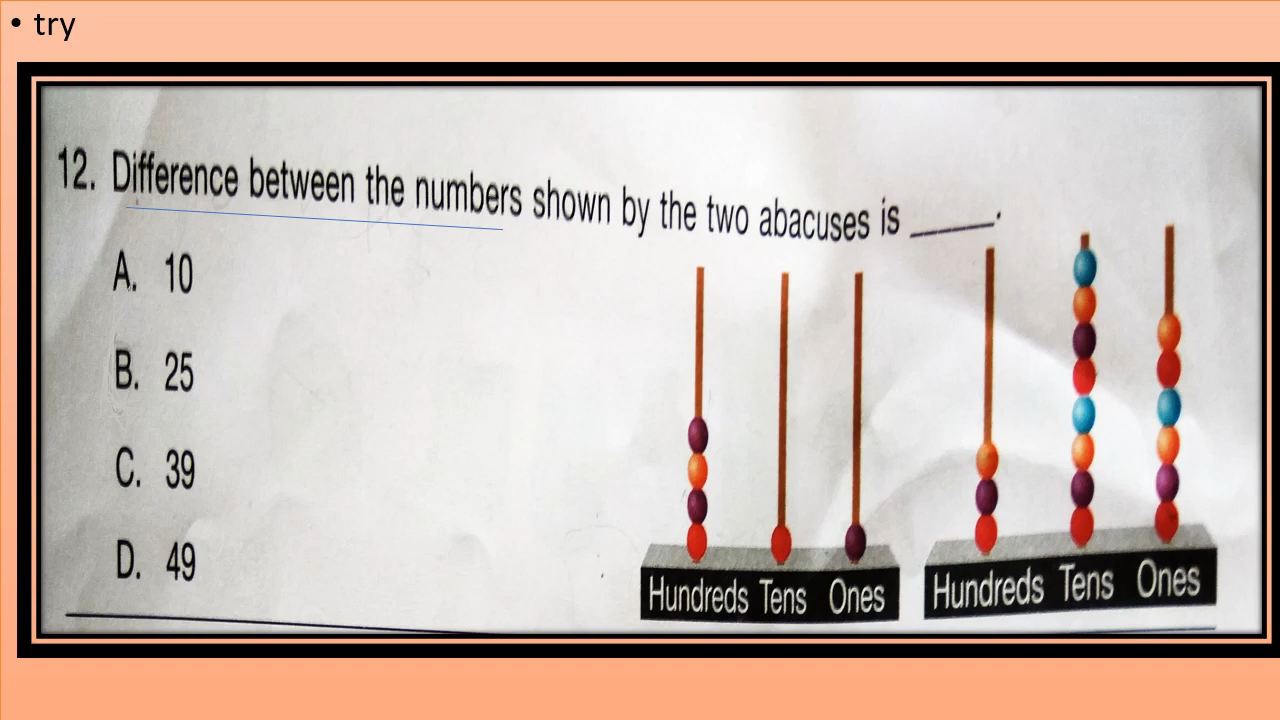 • try
12. Difference between the numbers shown by the two abacuses is _____.
A. 10
B. 25
C. 39
D. 49
Hundreds Tens Ones
Hundreds Tens Ones